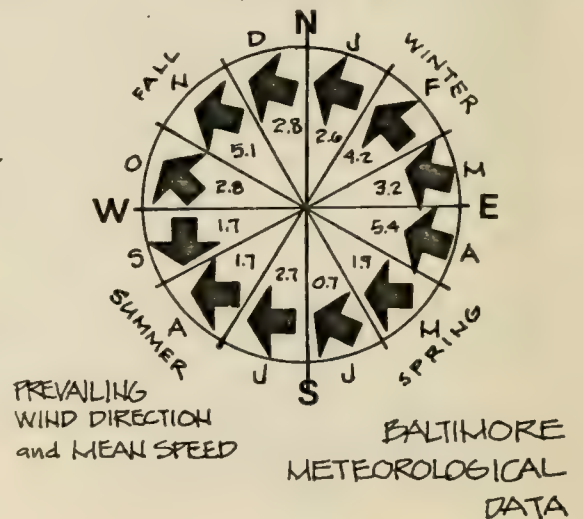 N
D J
FALL WINTER
N F
2.8 2.6
5.1 4.2
O M
2.8 3.2
W E
1.7 5.4
S A
1.7 1.9
2.7 0.7
A M
SUMMER SPRING
J J
S
PREVAILING
WIND DIRECTION
and MEAN SPEED
BALTIMORE
METEOROLOGICAL
DATA